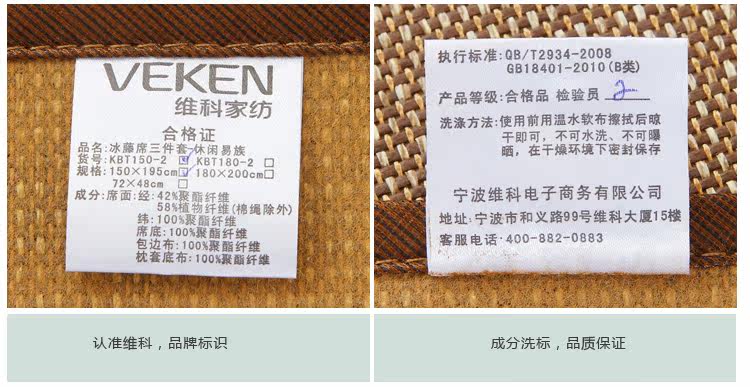 VEKEN
维科家纺
合格证
品名:冰藤席三件套 休闲易族
货号:KBT150-2☑KBT180-2☐
规格:150×195cm☑180×200cm☐
72×48cm☐
成分:席面:经:42%聚酯纤维
58%植物纤维(棉绳除外)
纬:100%聚酯纤维
席底:100%聚酯纤维
包边布:100%聚酯纤维
枕套底布:100%聚酯纤维
认准维科，品牌标识
执行标准:QB/T2934-2008
GB18401-2010(B类)
产品等级:合格品 检验员 2
洗涤方法:使用前用温水软布擦拭后晾
干即可，不可水洗、不可曝
晒，在干燥环境下密封保存
宁波维科电子商务有限公司
地址:宁波市和义路99号维科大厦15楼
客服电话:400-882-0883
成分洗标，品质保证